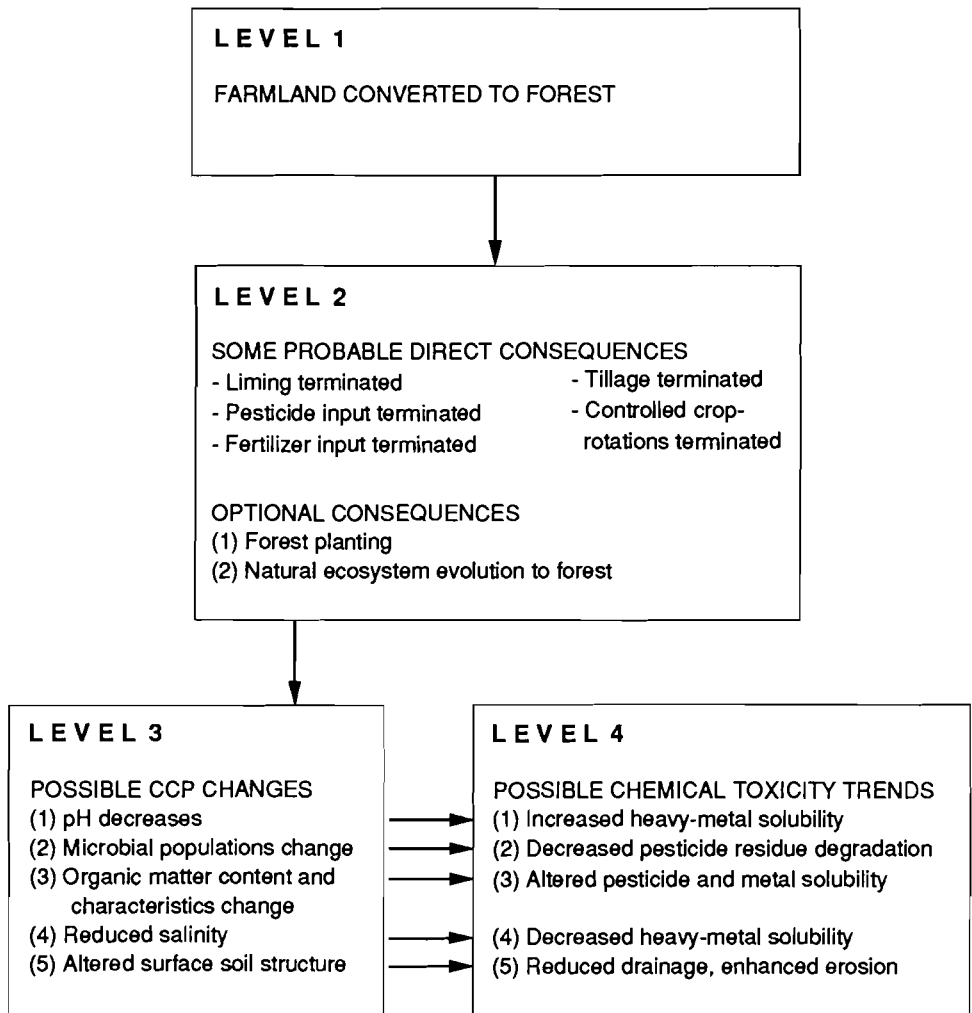 LEVEL 1
FARMLAND CONVERTED TO FOREST
LEVEL 2
SOME PROBABLE DIRECT CONSEQUENCES
- Liming terminated
- Pesticide input terminated
- Fertilizer input terminated
- Tillage terminated
- Controlled crop-
rotations terminated
OPTIONAL CONSEQUENCES
(1) Forest planting
(2) Natural ecosystem evolution to forest
LEVEL 3
POSSIBLE CCP CHANGES
(1) pH decreases
(2) Microbial populations change
(3) Organic matter content and
characteristics change
(4) Reduced salinity
(5) Altered surface soil structure
LEVEL 4
POSSIBLE CHEMICAL TOXICITY TRENDS
(1) Increased heavy-metal solubility
(2) Decreased pesticide residue degradation
(3) Altered pesticide and metal solubility
(4) Decreased heavy-metal solubility
(5) Reduced drainage, enhanced erosion